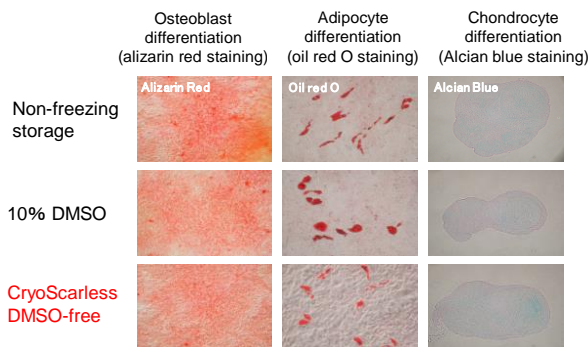 Osteoblast differentiation (alizarin red staining)
Adipocyte differentiation (oil red O staining)
Chondrocyte differentiation (Alcian blue staining)
Non-freezing storage
Alizarin Red
Oil red O
Alcian Blue
10% DMSO
CryoScarless DMSO-free